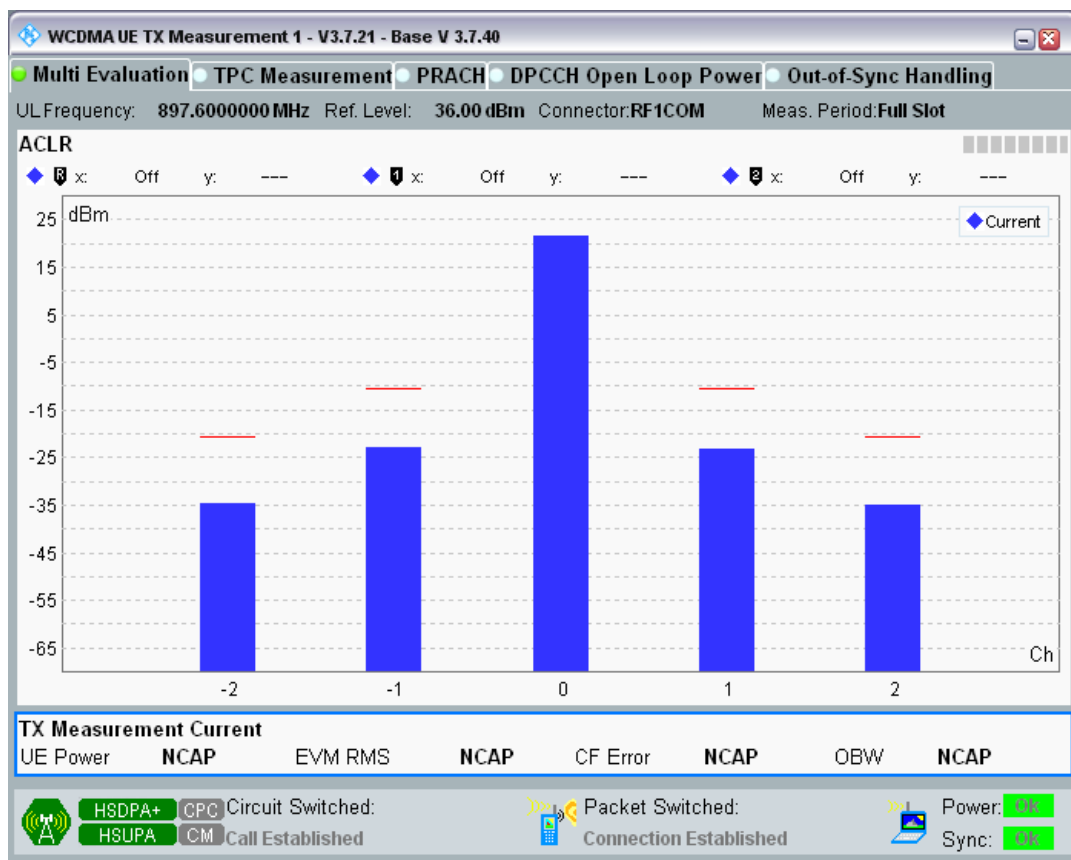 WCDMA UE TX Measurement 1 - V3.7.21 - Base V 3.7.40
Multi Evaluation TPC Measurement PRACH DPCCH Open Loop Power Out-of-Sync Handling
UL Frequency: 897.6000000 MHz Ref. Level: 36.00 dBm Connector:RF1COM Meas. Period:Full Slot
ACLR
R x: Off y: --- 1 x: Off y: --- 2 x: Off y: ---
dBm
Current
25
15
5
-5
-15
-25
-35
-45
-55
-65
Ch
-2 -1 0 1 2
TX Measurement Current
UE Power NCAP EVM RMS NCAP CF Error NCAP OBW NCAP
HSDPA+ CPC Circuit Switched: Packet Switched: Power: OK
HSUPA CM Call Established Connection Established Sync: OK